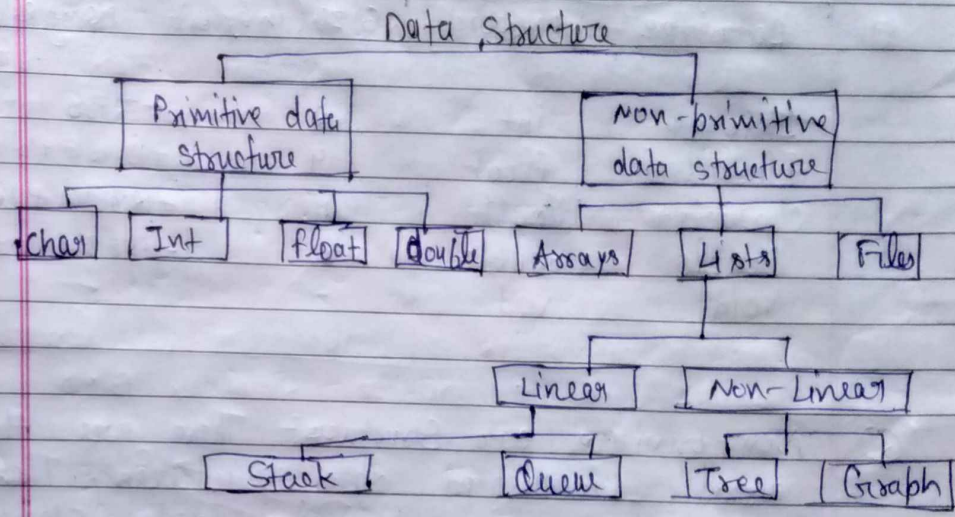 Data Structure
Primitive data
structure
Non-primitive
data structure
Char Int float double Arrays Lists Files
Linear Non-Linear
Stack Queue Tree Graph